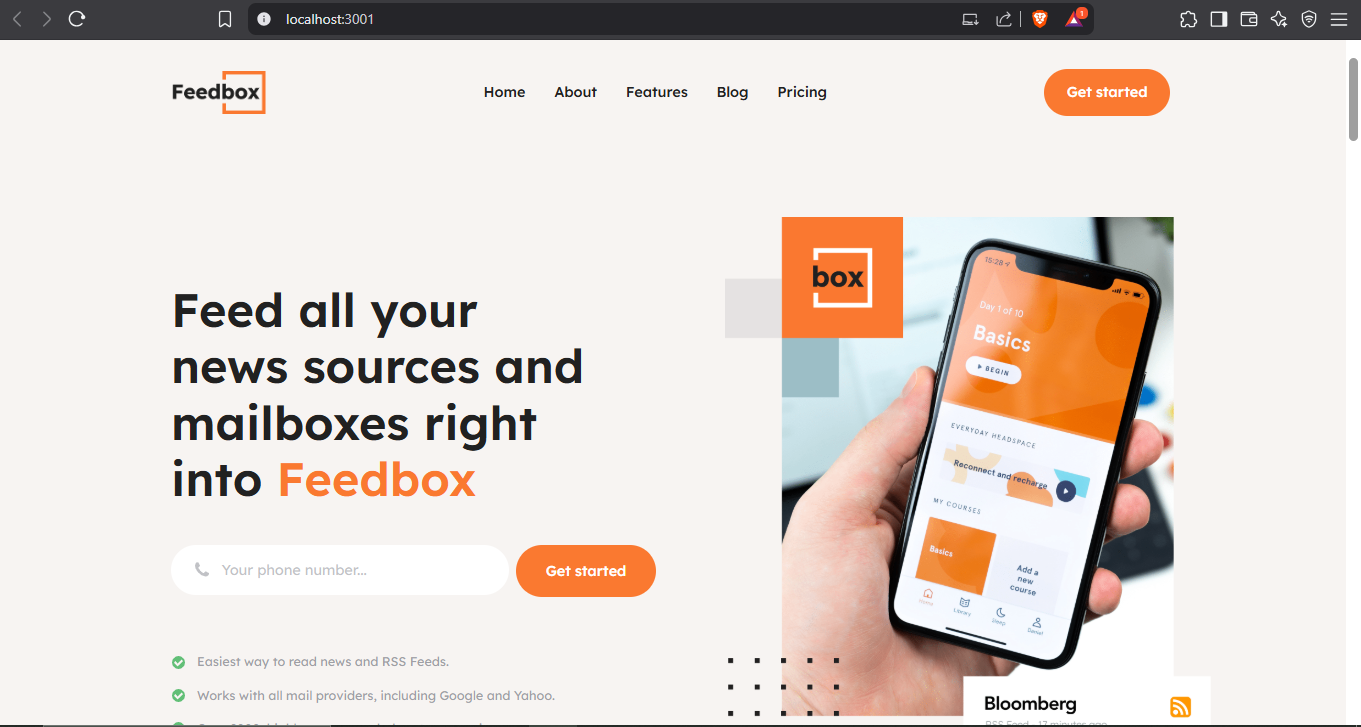 localhost:3001
1
Feedbox
Home
About
Features
Blog
Pricing
Get started
Feed all your
news sources and
mailboxes right
into Feedbox
Your phone number...
Get started
Easiest way to read news and RSS Feeds.
Works with all mail providers, including Google and Yahoo.
box
15:28
Day 1 of 10
Basics
BEGIN
EVERYDAY HEADSPACE
Reconnect and recharge
MY COURSES
Basics
Add a
new
course
Home
Library
Sleep
Daniel
Bloomberg
RSS Feed · 17 minutes ago